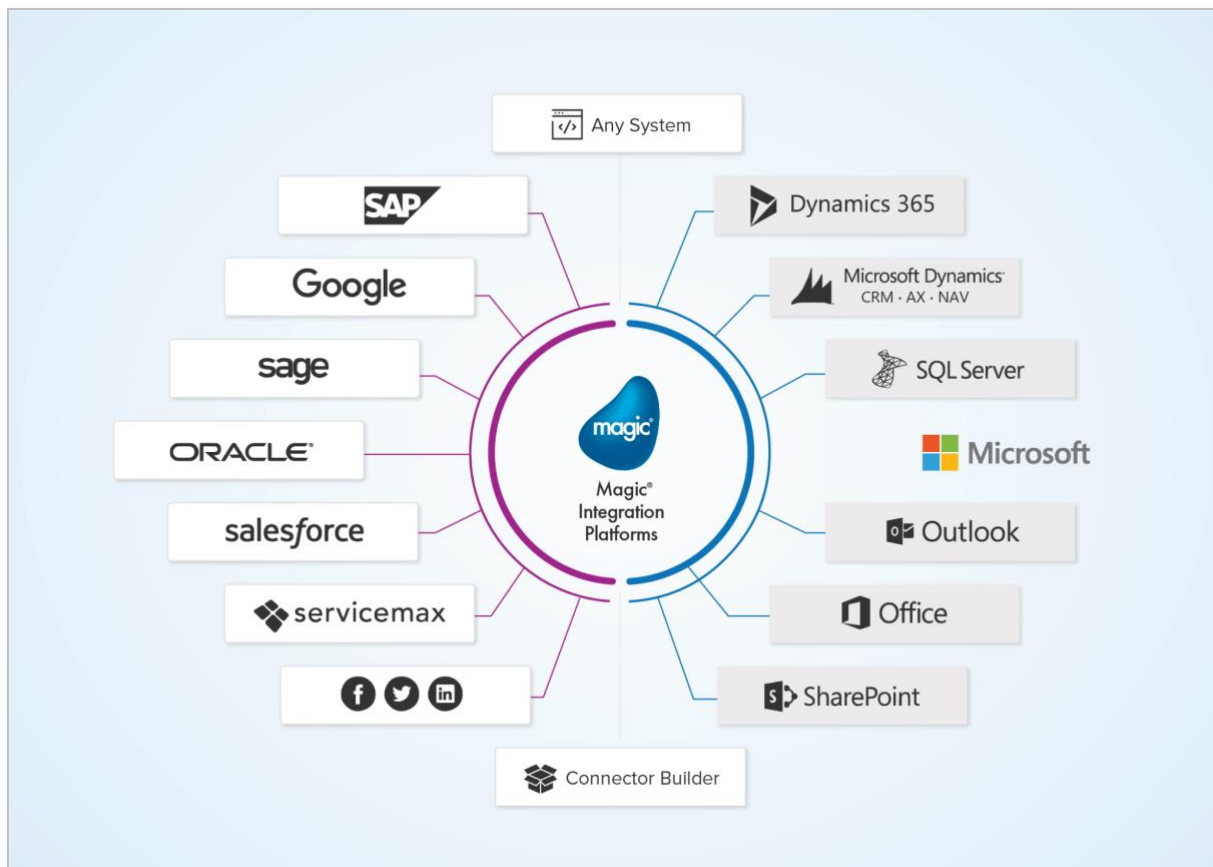 </> Any System
SAP
Dynamics 365
Google
Microsoft Dynamics
CRM · AX · NAV
sage
SQL Server
ORACLE®
magic®
Magic®
Integration
Platforms
Microsoft
salesforce
Outlook
servicemax
Office
f in
S SharePoint
Connector Builder